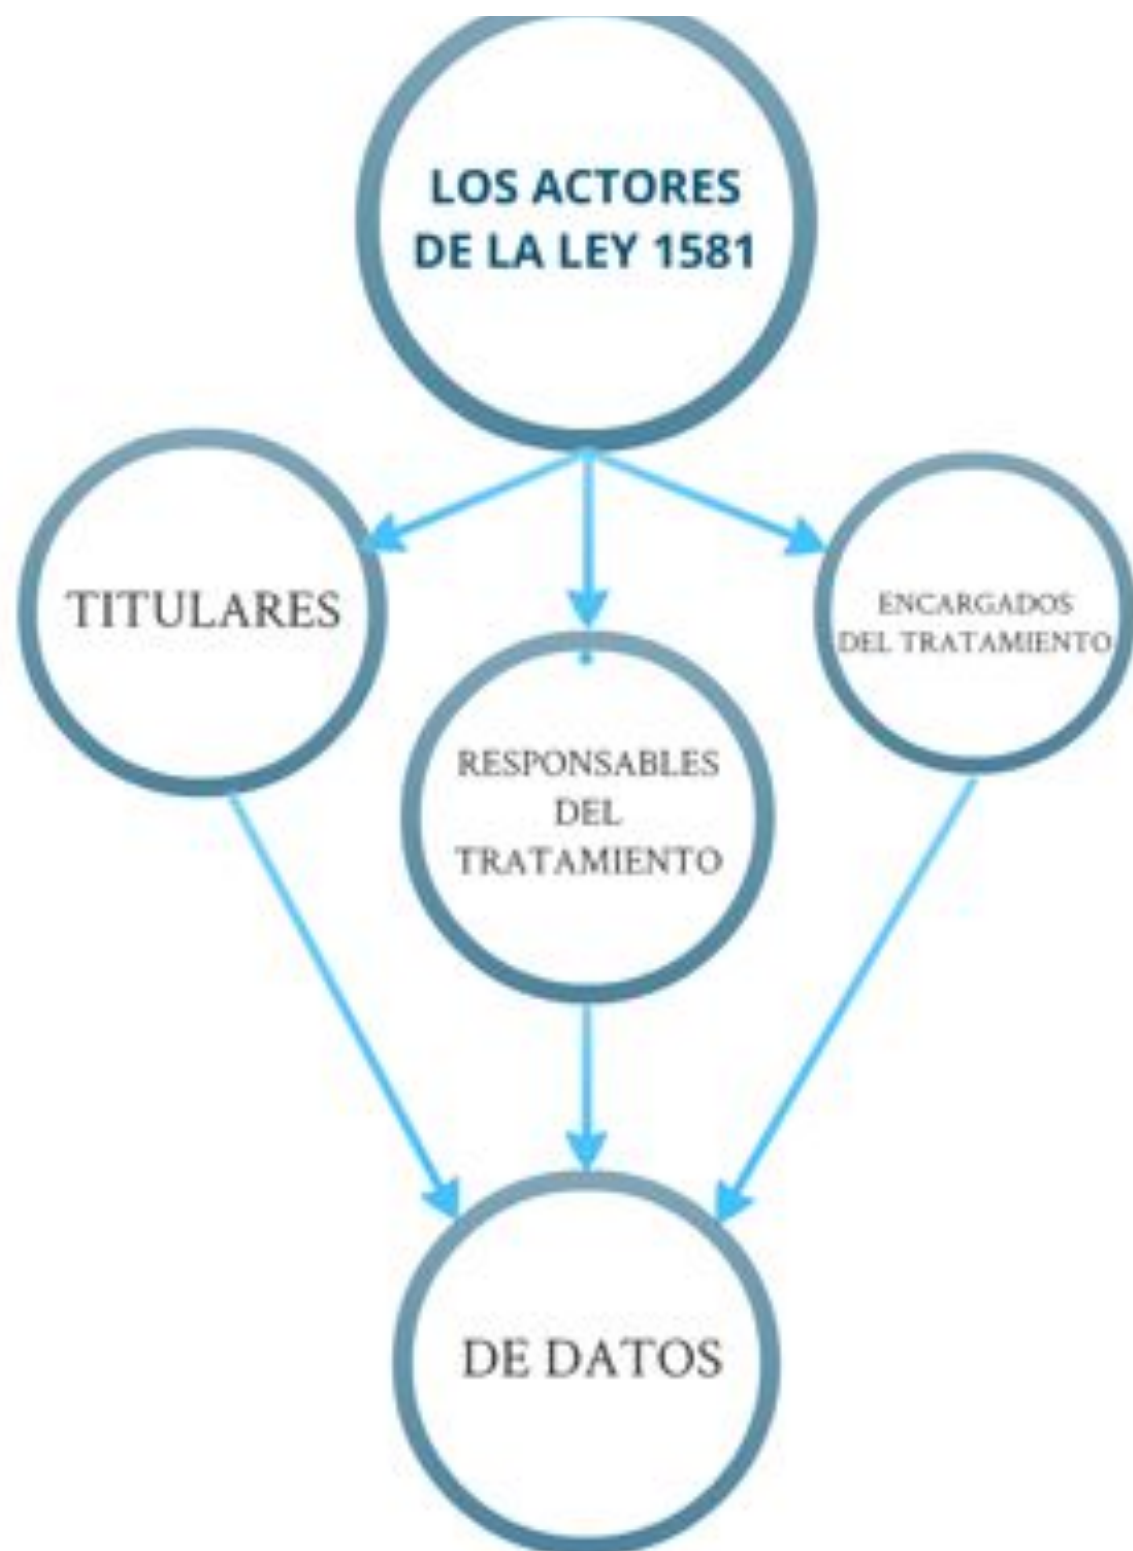 LOS ACTORES
DE LA LEY 1581
TITULARES
ENCARGADOS
DEL TRATAMIENTO
RESPONSABLES
DEL
TRATAMIENTO
DE DATOS